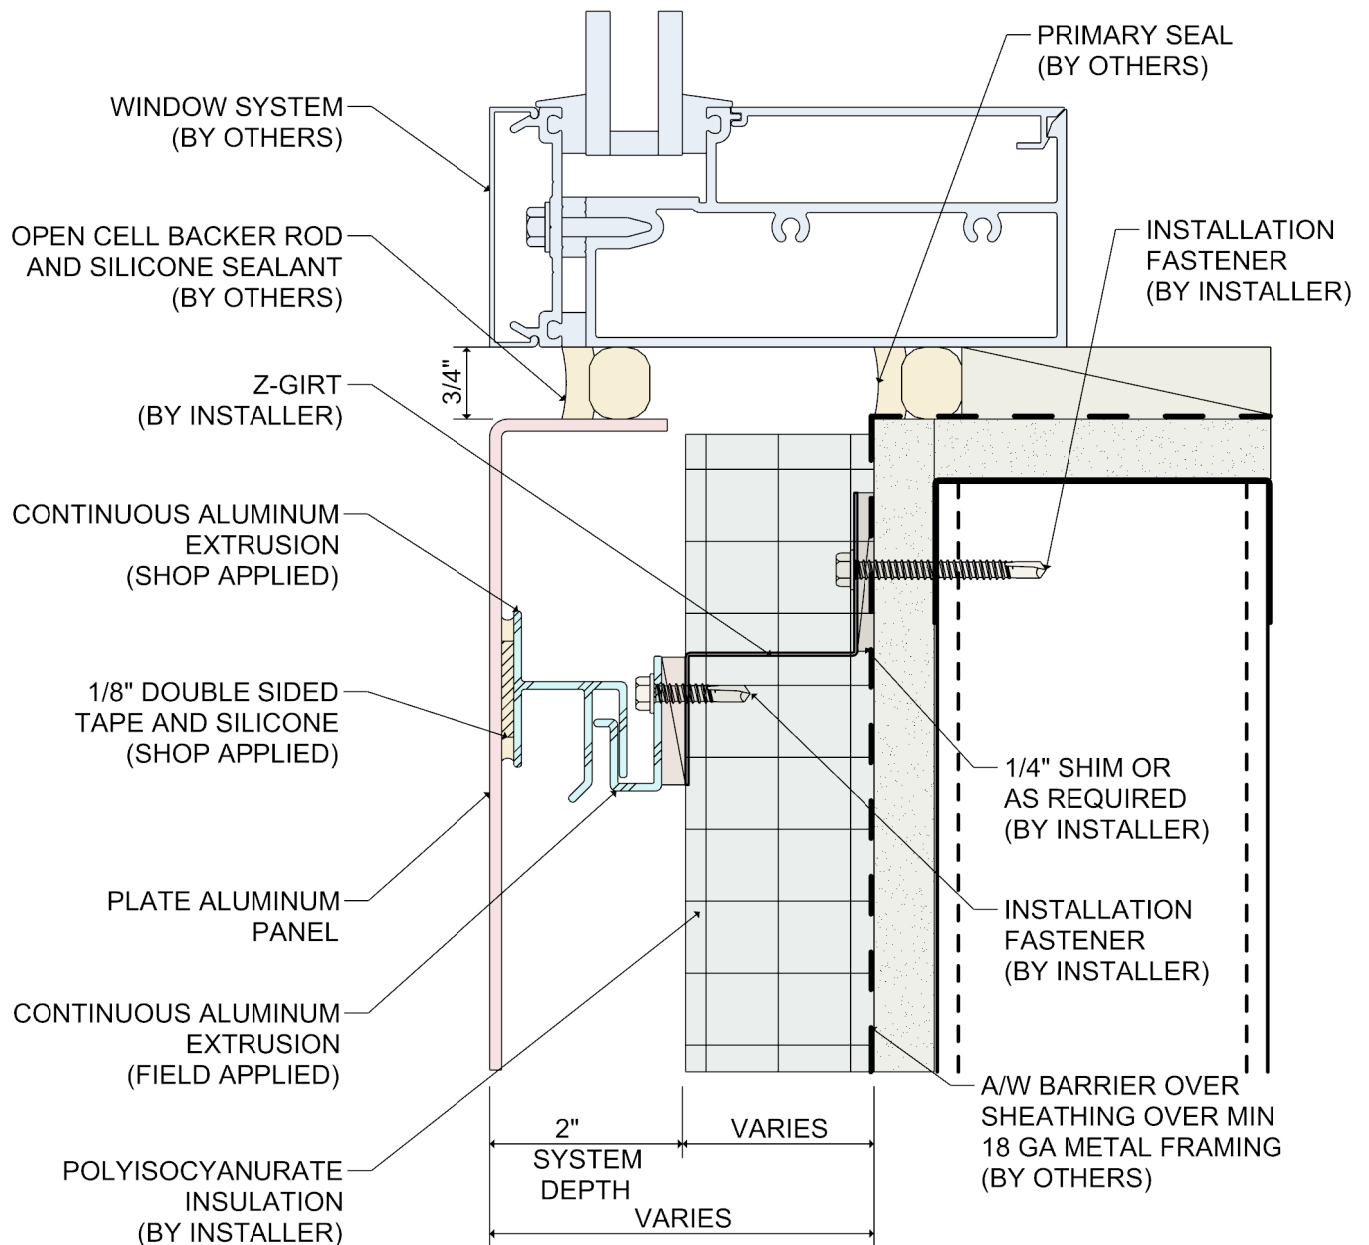 PRIMARY SEAL
(BY OTHERS)
WINDOW SYSTEM
(BY OTHERS)
OPEN CELL BACKER ROD
AND SILICONE SEALANT
(BY OTHERS)
INSTALLATION
FASTENER
(BY INSTALLER)
3/4"
Z-GIRT
(BY INSTALLER)
CONTINUOUS ALUMINUM
EXTRUSION
(SHOP APPLIED)
1/8" DOUBLE SIDED
TAPE AND SILICONE
(SHOP APPLIED)
1/4" SHIM OR
AS REQUIRED
(BY INSTALLER)
PLATE ALUMINUM
PANEL
INSTALLATION
FASTENER
(BY INSTALLER)
CONTINUOUS ALUMINUM
EXTRUSION
(FIELD APPLIED)
A/W BARRIER OVER
SHEATHING OVER MIN
18 GA METAL FRAMING
(BY OTHERS)
2"
SYSTEM
DEPTH
VARIES
POLYISOCYANURATE
INSULATION
(BY INSTALLER)
VARIES